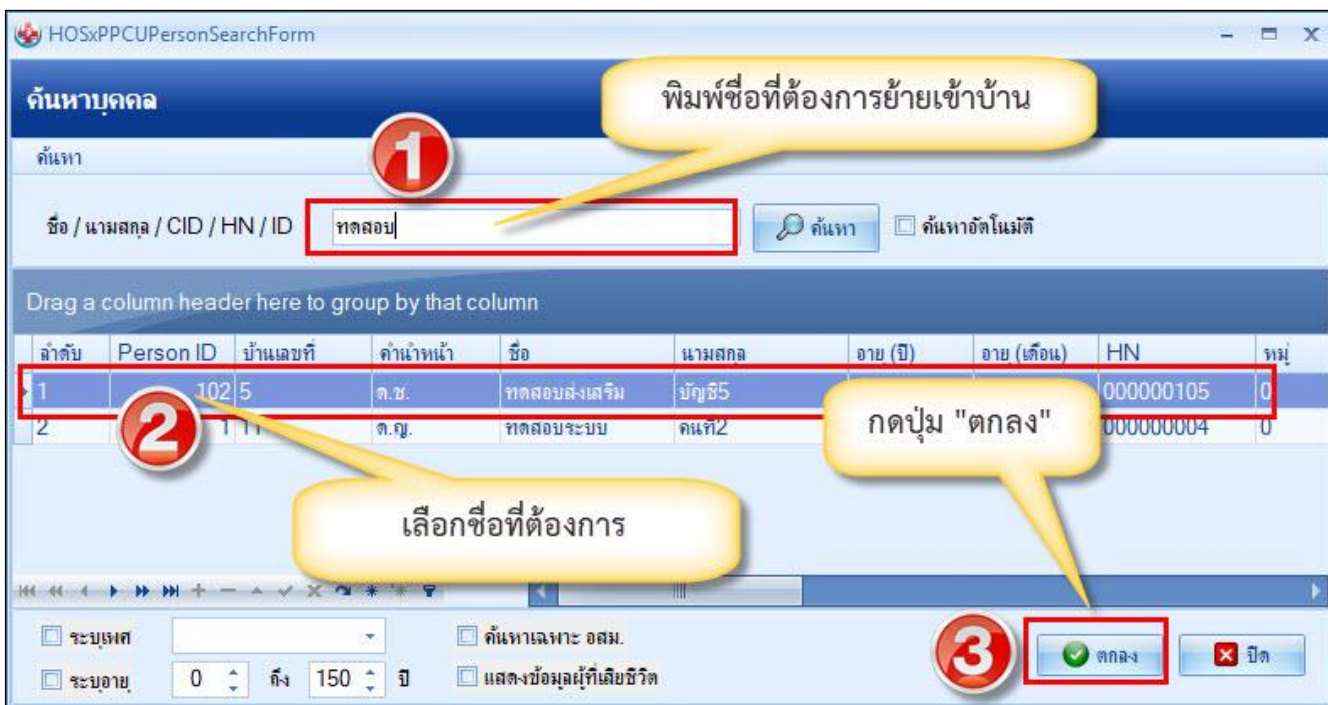 HOSxPPCUPersonSearchForm
ค้นหาบุคคล
พิมพ์ชื่อที่ต้องการย้ายเข้าบ้าน
ค้นหา
1
ชื่อ / นามสกุล / CID / HN / ID ทดสอบ ค้นหา ค้นหาอัตโนมัติ
Drag a column header here to group by that column
ลำดับ Person ID บ้านเลขที่ คำนำหน้า ชื่อ นามสกุล อายุ (ปี) อายุ (เดือน) HN หมู่
1 102 5 ด.ช. ทดสอบส่งเสริม บัญชี5 000000105 0
2 1 11 ด.ญ. ทดสอบระบบ คนที่2 000000004 0
2
กดปุ่ม "ตกลง"
เลือกชื่อที่ต้องการ
ระบุเพศ ค้นหาเฉพาะ อสม.
3
ตกลง ปิด
ระบุอายุ 0 ถึง 150 ปี แสดงข้อมูลผู้ที่เสียชีวิต